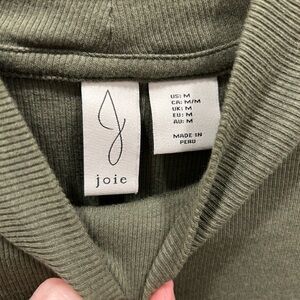 joie
US: M
CA: M/M
UK: M
EU: M
AU: M
MADE IN
PERU